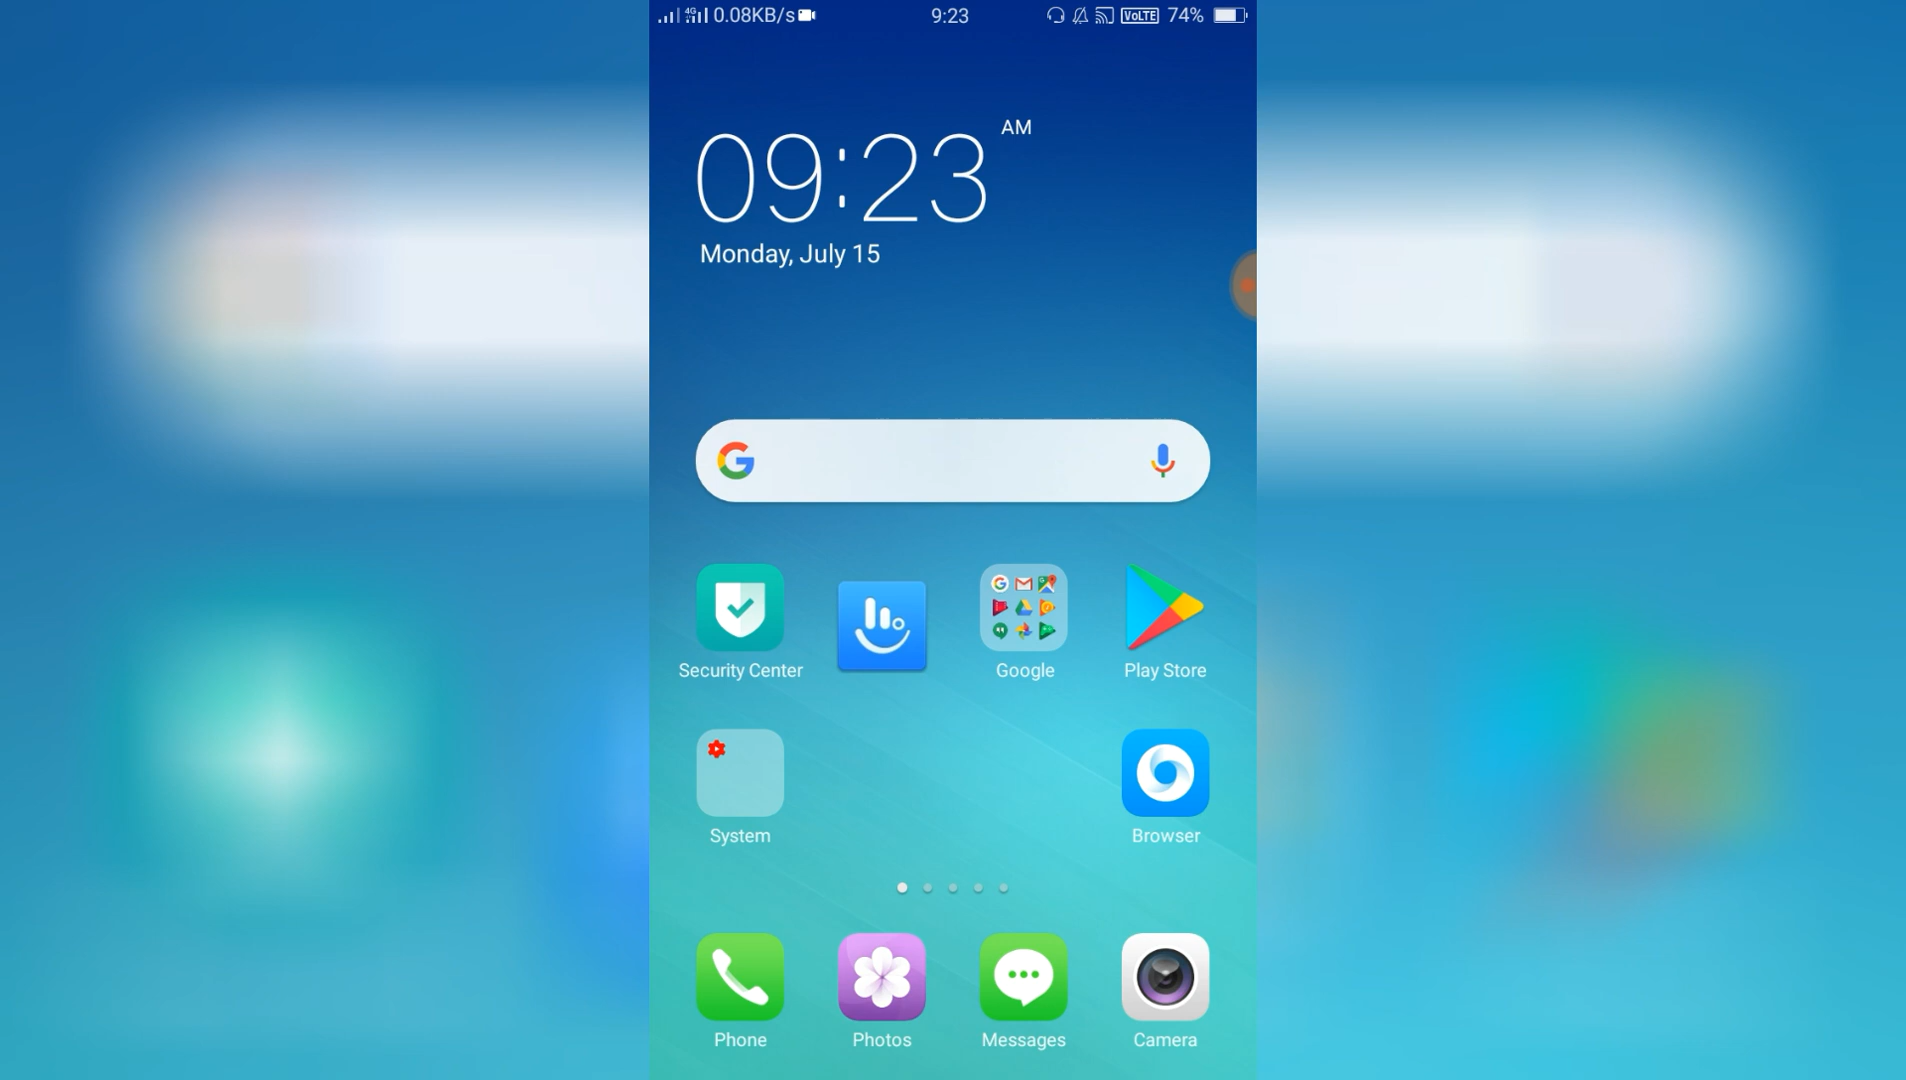 4G 0.08KB/s 9:23 VoLTE 74%
09:23 AM
Monday, July 15
Security Center Google Play Store
System Browser
Phone Photos Messages Camera